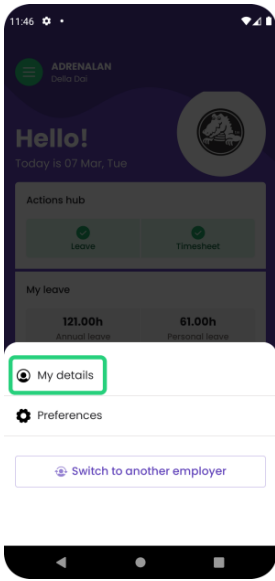 11:46
ADRENALAN
Delia Dai
Hello!
Today is 07 Mar, Tue
Actions hub
Leave
Timesheet
My leave
121.00h
61.00h
Annual leave
Personal leave
My details
Preferences
Switch to another employer